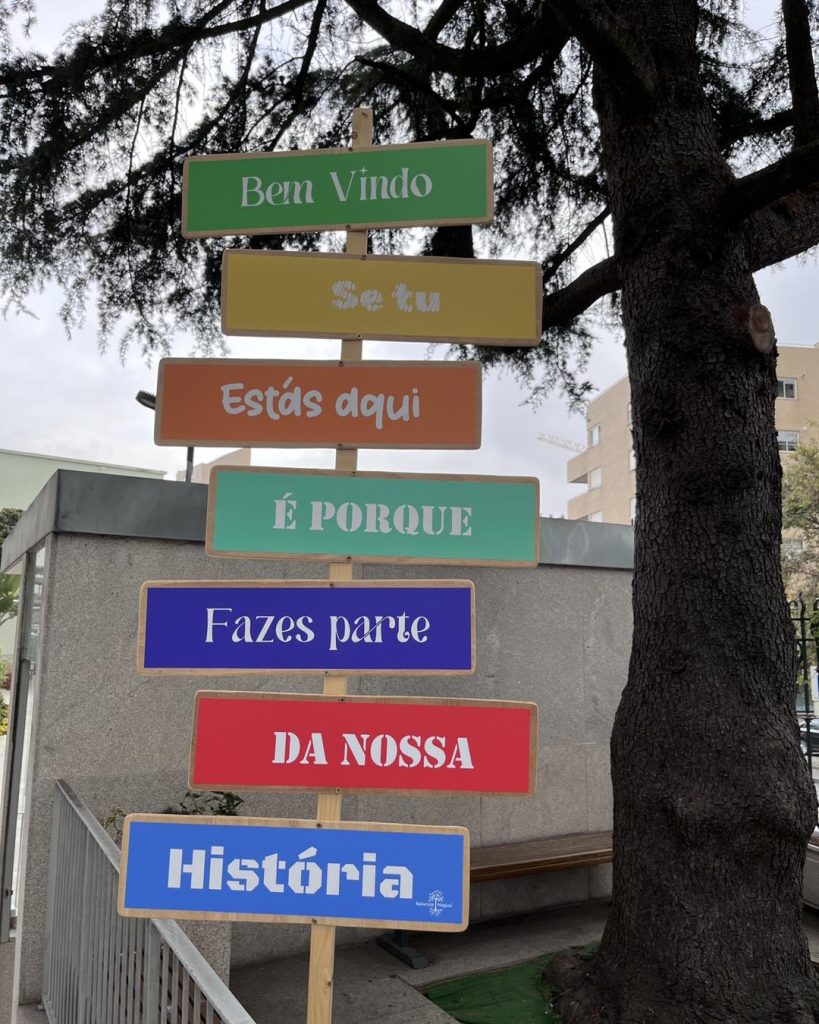 Bem Vindo
Se tu
Estás aqui
É PORQUE
Fazes parte
DA NOSSA
História